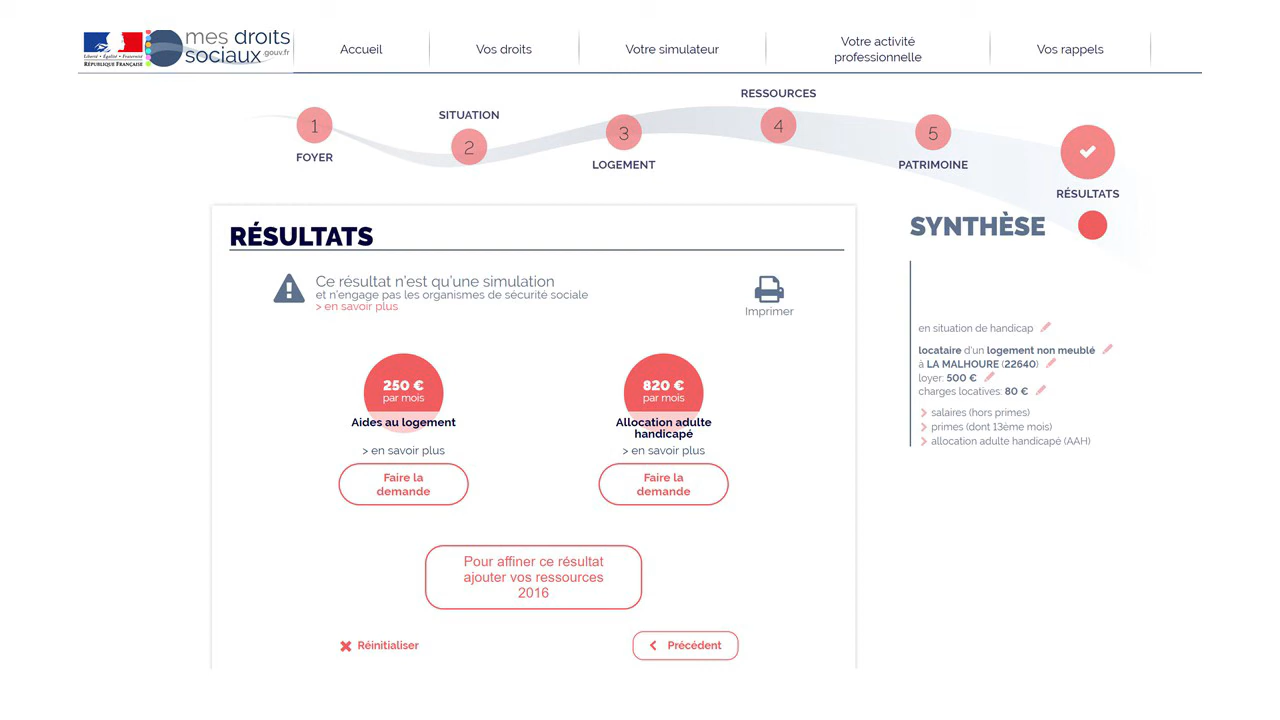 Liberté • Égalité • Fraternité
RÉPUBLIQUE FRANÇAISE
mes droits
sociaux .gouv.fr
Accueil
Vos droits
Votre simulateur
Votre activité
professionnelle
Vos rappels
1
FOYER
SITUATION
2
3
LOGEMENT
RESSOURCES
4
5
PATRIMOINE
RÉSULTATS
RÉSULTATS
Ce résultat n'est qu'une simulation
et n'engage pas les organismes de sécurité sociale
> en savoir plus
Imprimer
250 €
par mois
Aides au logement
> en savoir plus
Faire la
demande
820 €
par mois
Allocation adulte
handicapé
> en savoir plus
Faire la
demande
Pour affiner ce résultat
ajouter vos ressources
2016
Réinitialiser
Précédent
SYNTHÈSE
en situation de handicap
locataire d'un logement non meublé
à LA MALHOURE (22640)
loyer: 500 €
charges locatives: 80 €
salaires (hors primes)
primes (dont 13ème mois)
allocation adulte handicapé (AAH)